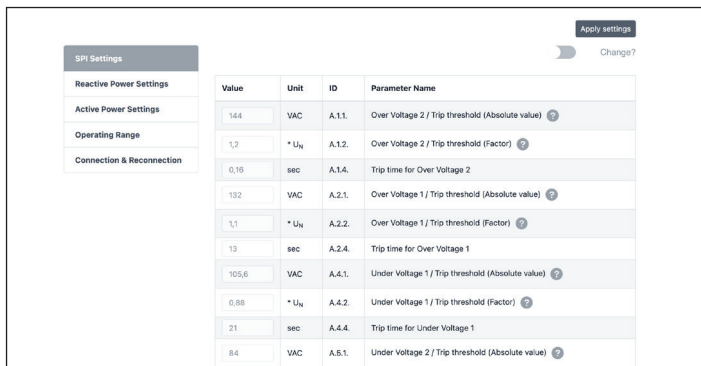 Apply settings
Change?
SPI Settings
Reactive Power Settings
Active Power Settings
Operating Range
Connection & Reconnection
Value Unit ID Parameter Name
144 VAC A.1.1. Over Voltage 2 / Trip threshold (Absolute value) ?
1,2 * UN A.1.2. Over Voltage 2 / Trip threshold (Factor) ?
0,16 sec A.1.4. Trip time for Over Voltage 2
132 VAC A.2.1. Over Voltage 1 / Trip threshold (Absolute value) ?
1,1 * UN A.2.2. Over Voltage 1 / Trip threshold (Factor) ?
13 sec A.2.4. Trip time for Over Voltage 1
105,6 VAC A.4.1. Under Voltage 1 / Trip threshold (Absolute value) ?
0,88 * UN A.4.2. Under Voltage 1 / Trip threshold (Factor) ?
21 sec A.4.4. Trip time for Under Voltage 1
84 VAC A.5.1. Under Voltage 2 / Trip threshold (Absolute value) ?